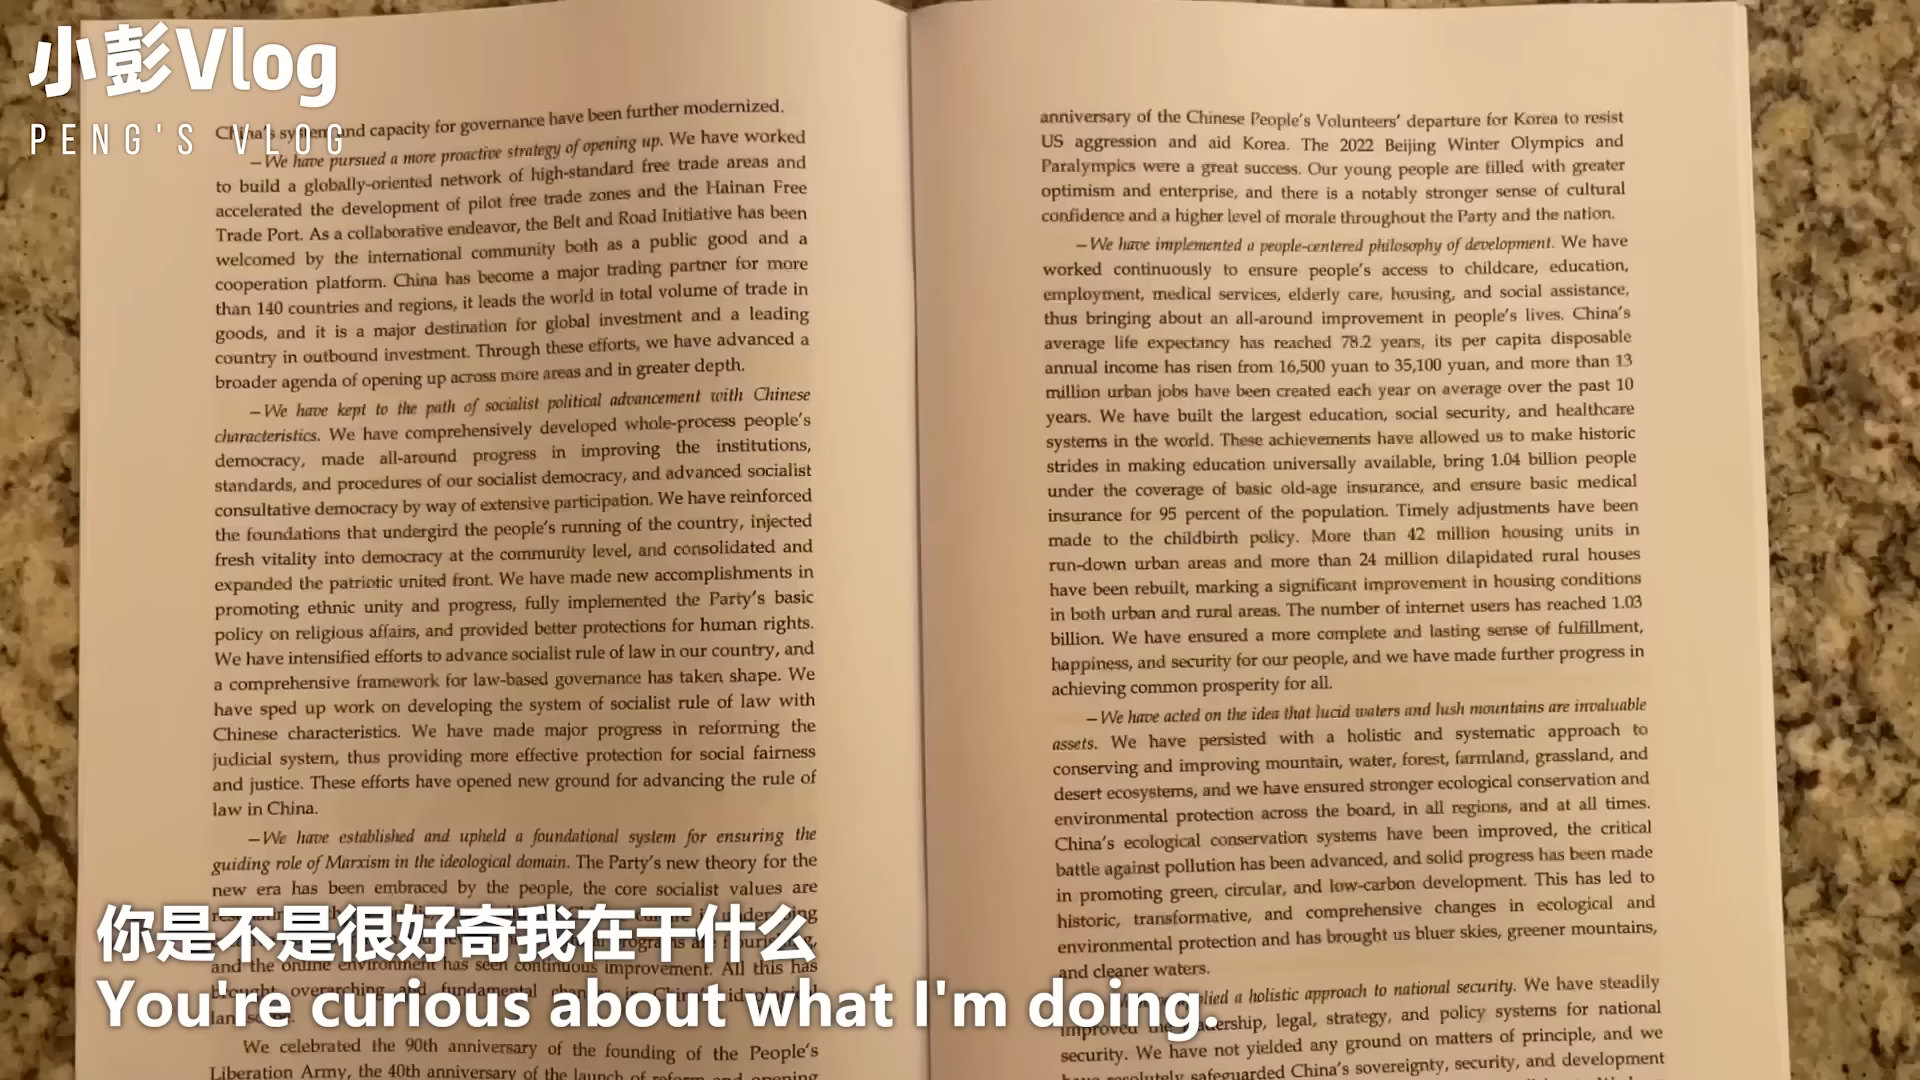 小彭Vlog
PENG'S VLOG
China's system and capacity for governance have been further modernized.
—We have pursued a more proactive strategy of opening up. We have worked
to build a globally-oriented network of high-standard free trade areas and
accelerated the development of pilot free trade zones and the Hainan Free
Trade Port. As a collaborative endeavor, the Belt and Road Initiative has been
welcomed by the international community both as a public good and a
cooperation platform. China has become a major trading partner for more
than 140 countries and regions, it leads the world in total volume of trade in
goods, and it is a major destination for global investment and a leading
country in outbound investment. Through these efforts, we have advanced a
broader agenda of opening up across more areas and in greater depth.
—We have kept to the path of socialist political advancement with Chinese
characteristics. We have comprehensively developed whole-process people's
democracy, made all-around progress in improving the institutions,
standards, and procedures of our socialist democracy, and advanced socialist
consultative democracy by way of extensive participation. We have reinforced
the foundations that undergird the people's running of the country, injected
fresh vitality into democracy at the community level, and consolidated and
expanded the patriotic united front. We have made new accomplishments in
promoting ethnic unity and progress, fully implemented the Party's basic
policy on religious affairs, and provided better protections for human rights.
We have intensified efforts to advance socialist rule of law in our country, and
a comprehensive framework for law-based governance has taken shape. We
have sped up work on developing the system of socialist rule of law with
Chinese characteristics. We have made major progress in reforming the
judicial system, thus providing more effective protection for social fairness
and justice. These efforts have opened new ground for advancing the rule of
law in China.
—We have established and upheld a foundational system for ensuring the
guiding role of Marxism in the ideological domain. The Party's new theory for the
new era has been embraced by the people, the core socialist values are
and the online environment has seen continuous improvement. All this has
brought overarching and fundamental
We celebrated the 90th anniversary of the founding of the People's
Liberation Army, the 40th anniversary of the launch of reform and opening
anniversary of the Chinese People's Volunteers' departure for Korea to resist
US aggression and aid Korea. The 2022 Beijing Winter Olympics and
Paralympics were a great success. Our young people are filled with greater
optimism and enterprise, and there is a notably stronger sense of cultural
confidence and a higher level of morale throughout the Party and the nation.
—We have implemented a people-centered philosophy of development. We have
worked continuously to ensure people's access to childcare, education,
employment, medical services, elderly care, housing, and social assistance,
thus bringing about an all-around improvement in people's lives. China's
average life expectancy has reached 78.2 years, its per capita disposable
annual income has risen from 16,500 yuan to 35,100 yuan, and more than 13
million urban jobs have been created each year on average over the past 10
years. We have built the largest education, social security, and healthcare
systems in the world. These achievements have allowed us to make historic
strides in making education universally available, bring 1.04 billion people
under the coverage of basic old-age insurance, and ensure basic medical
insurance for 95 percent of the population. Timely adjustments have been
made to the childbirth policy. More than 42 million housing units in
run-down urban areas and more than 24 million dilapidated rural houses
have been rebuilt, marking a significant improvement in housing conditions
in both urban and rural areas. The number of internet users has reached 1.03
billion. We have ensured a more complete and lasting sense of fulfillment,
happiness, and security for our people, and we have made further progress in
achieving common prosperity for all.
—We have acted on the idea that lucid waters and lush mountains are invaluable
assets. We have persisted with a holistic and systematic approach to
conserving and improving mountain, water, forest, farmland, grassland, and
desert ecosystems, and we have ensured stronger ecological conservation and
environmental protection across the board, in all regions, and at all times.
China's ecological conservation systems have been improved, the critical
battle against pollution has been advanced, and solid progress has been made
in promoting green, circular, and low-carbon development. This has led to
historic, transformative, and comprehensive changes in ecological and
environmental protection and has brought us bluer skies, greener mountains,
and cleaner waters.
a holistic approach to national security. We have steadily
improved the leadership, legal, strategy, and policy systems for national
security. We have not yielded any ground on matters of principle, and we
have resolutely safeguarded China's sovereignty, security, and development
你是不是很好奇我在干什么
You're curious about what I'm doing.